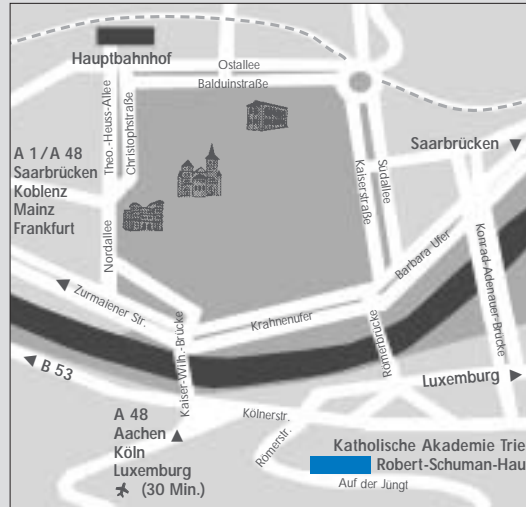 Hauptbahnhof
Ostallee
Balduinstraße
Theo.-Heuss-Allee
Christophstraße
A 1/A 48
Saarbrücken
Koblenz
Mainz
Frankfurt
Saarbrücken
Kaiserstraße
Südallee
Nordallee
Konrad-Adenauer-Brücke
Barbara Ufer
Zurmalener Str.
Krahnenufer
Kaiser-Wilh.-Brücke
Römerbrücke
B 53
Luxemburg
A 48
Aachen
Köln
Luxemburg
(30 Min.)
Kölnerstr.
Römerstr.
Katholische Akademie Trie
Robert-Schuman-Hau
Auf der Jüngt